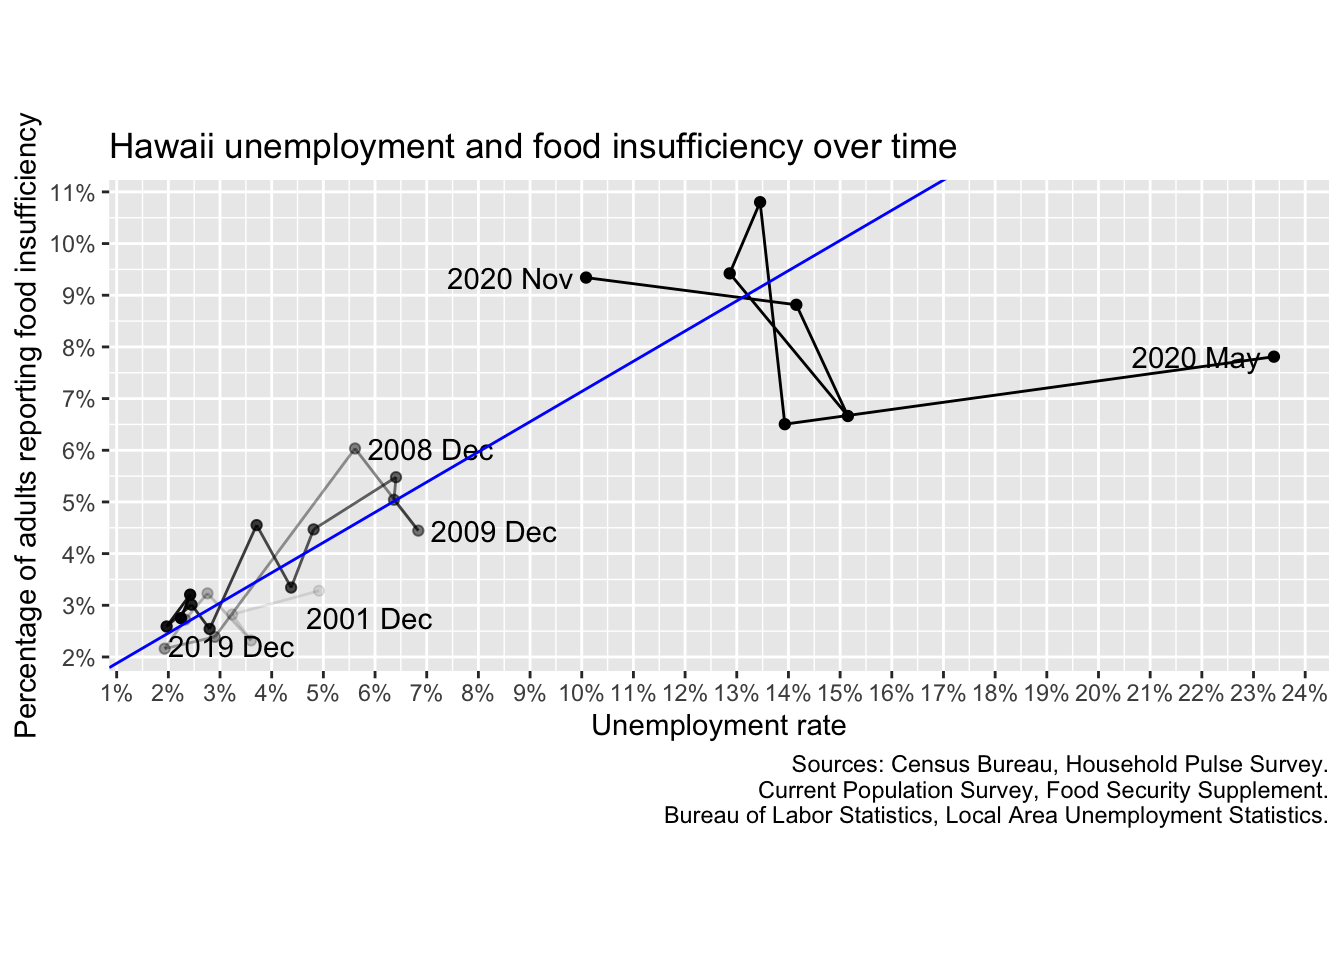 Hawaii unemployment and food insufficiency over time
Percentage of adults reporting food insufficiency
11%
10%
9%
8%
7%
6%
5%
4%
3%
2%
2020 Nov
2020 May
2008 Dec
2009 Dec
2001 Dec
2019 Dec
1% 2% 3% 4% 5% 6% 7% 8% 9% 10% 11% 12% 13% 14% 15% 16% 17% 18% 19% 20% 21% 22% 23% 24%
Unemployment rate
Sources: Census Bureau, Household Pulse Survey.
Current Population Survey, Food Security Supplement.
Bureau of Labor Statistics, Local Area Unemployment Statistics.